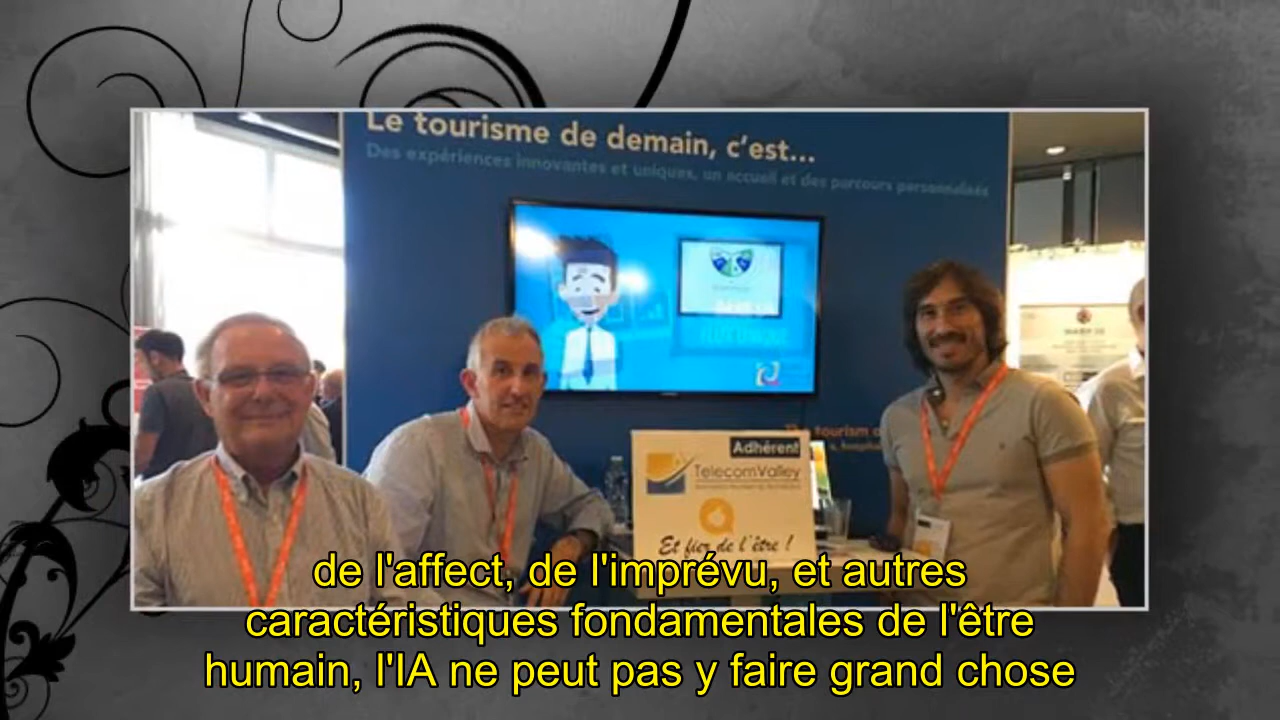 Le tourisme de demain, c'est...
Des expériences innovantes et uniques, un accueil et des parcours personnalisés
Adhérent
TelecomValley
Et fier de l'être !
de l'affect, de l'imprévu, et autres
caractéristiques fondamentales de l'être
humain, l'IA ne peut pas y faire grand chose